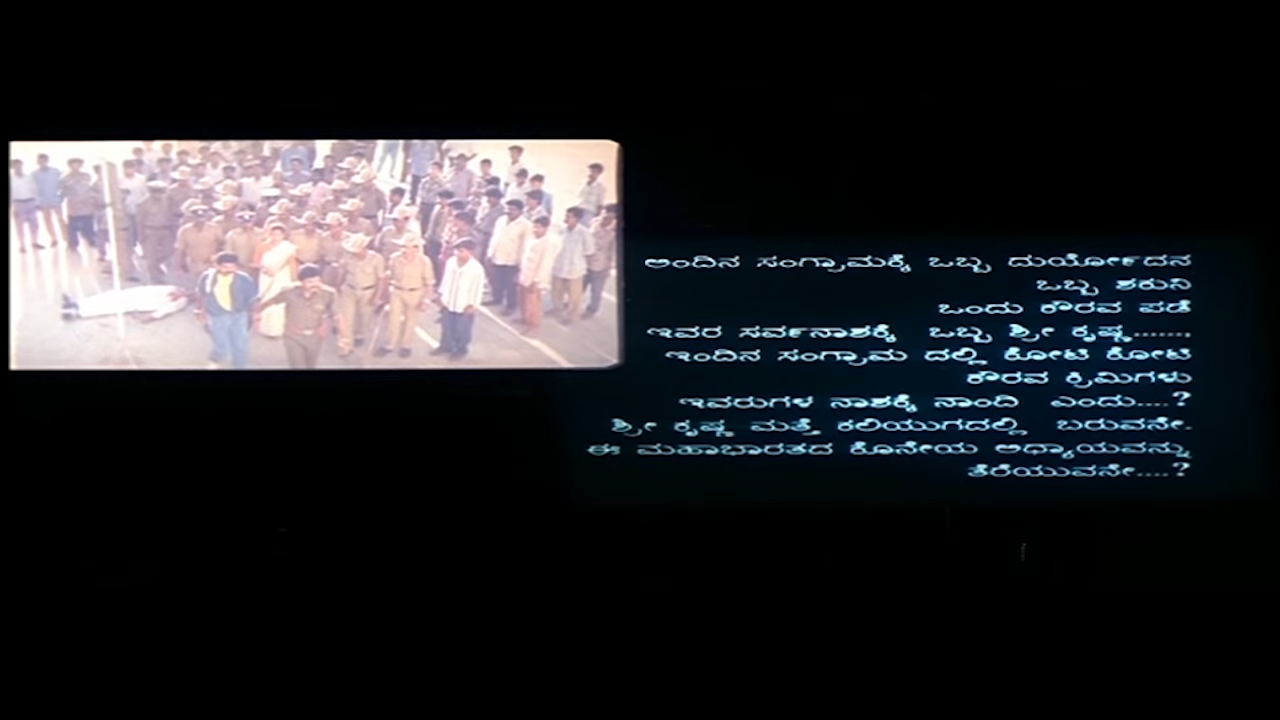 ಅಂದಿನ ಸಂಗ್ರಾಮಕ್ಕೆ ಒಬ್ಬ ದುರ್ಯೋದನ
ಒಬ್ಬ ಶಕುನಿ
ಒಂದು ಕೌರವ ಪಡೆ
ಇವರ ಸರ್ವನಾಶಕ್ಕೆ ಒಬ್ಬ ಶ್ರೀ ಕೃಷ್ಣ.......
ಇಂದಿನ ಸಂಗ್ರಾಮ ದಲ್ಲಿ ಕೋಟಿ ಕೋಟಿ
ಕೌರವ ಕ್ರಿಮಿಗಳು
ಇವರುಗಳ ನಾಶಕ್ಕೆ ನಾಂದಿ ಎಂದು....?
ಶ್ರೀ ಕೃಷ್ಣ ಮತ್ತೆ ಕಲಿಯುಗದಲ್ಲಿ ಬರುವನೇ.
ಈ ಮಹಾಭಾರತದ ಕೊನೇಯ ಅಧ್ಯಾಯವನ್ನು
ತೆರೆಯುವನೇ....?